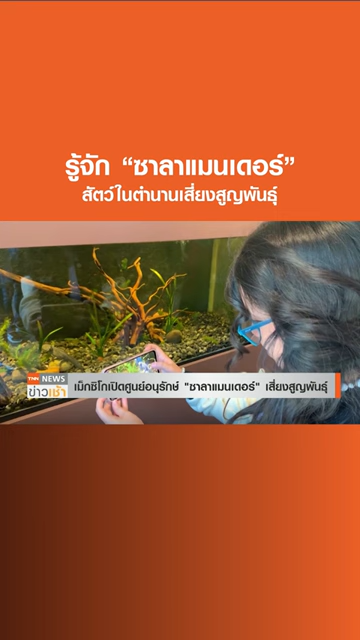 รู้จัก “ซาลาแมนเดอร์”
สัตว์ในตำนานเสี่ยงสูญพันธุ์
TNN NEWS
ข่าวเช้า
เม็กซิโกเปิดศูนย์อนุรักษ์ "ซาลาแมนเดอร์" เสี่ยงสูญพันธุ์